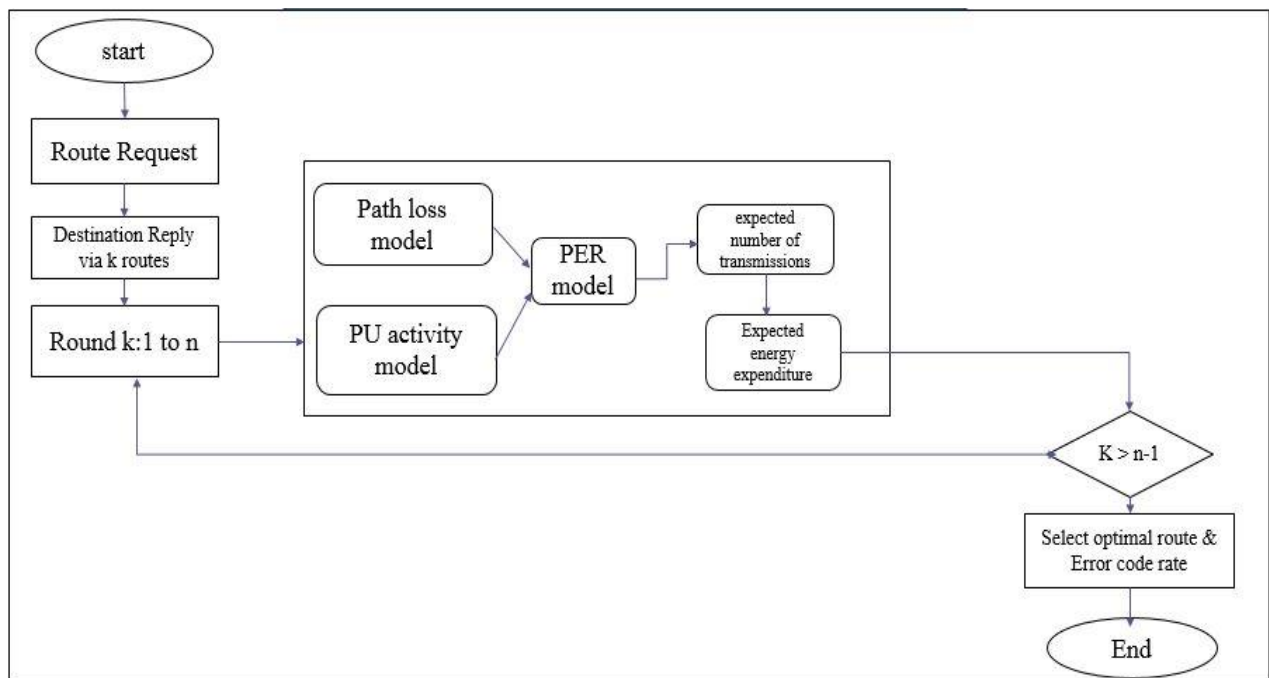 start
Route Request
Destination Reply
via k routes
Round k:1 to n
Path loss
model
PU activity
model
PER
model
expected
number of
transmissions
Expected
energy
expenditure
K > n-1
Select optimal route &
Error code rate
End